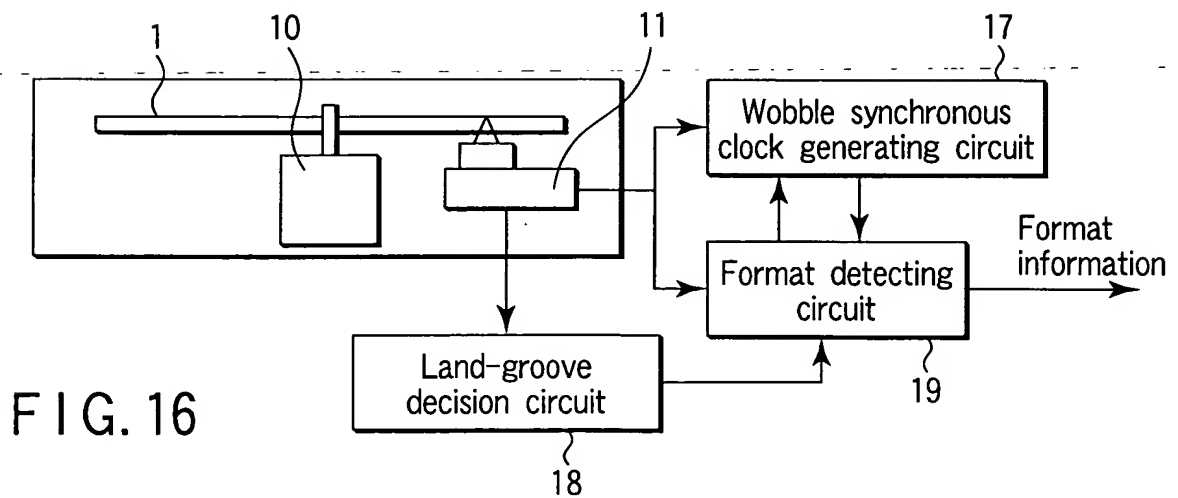 1
10
11
17
Wobble synchronous
clock generating circuit
Format detecting
circuit
Format
information
19
Land-groove
decision circuit
18
FIG. 16